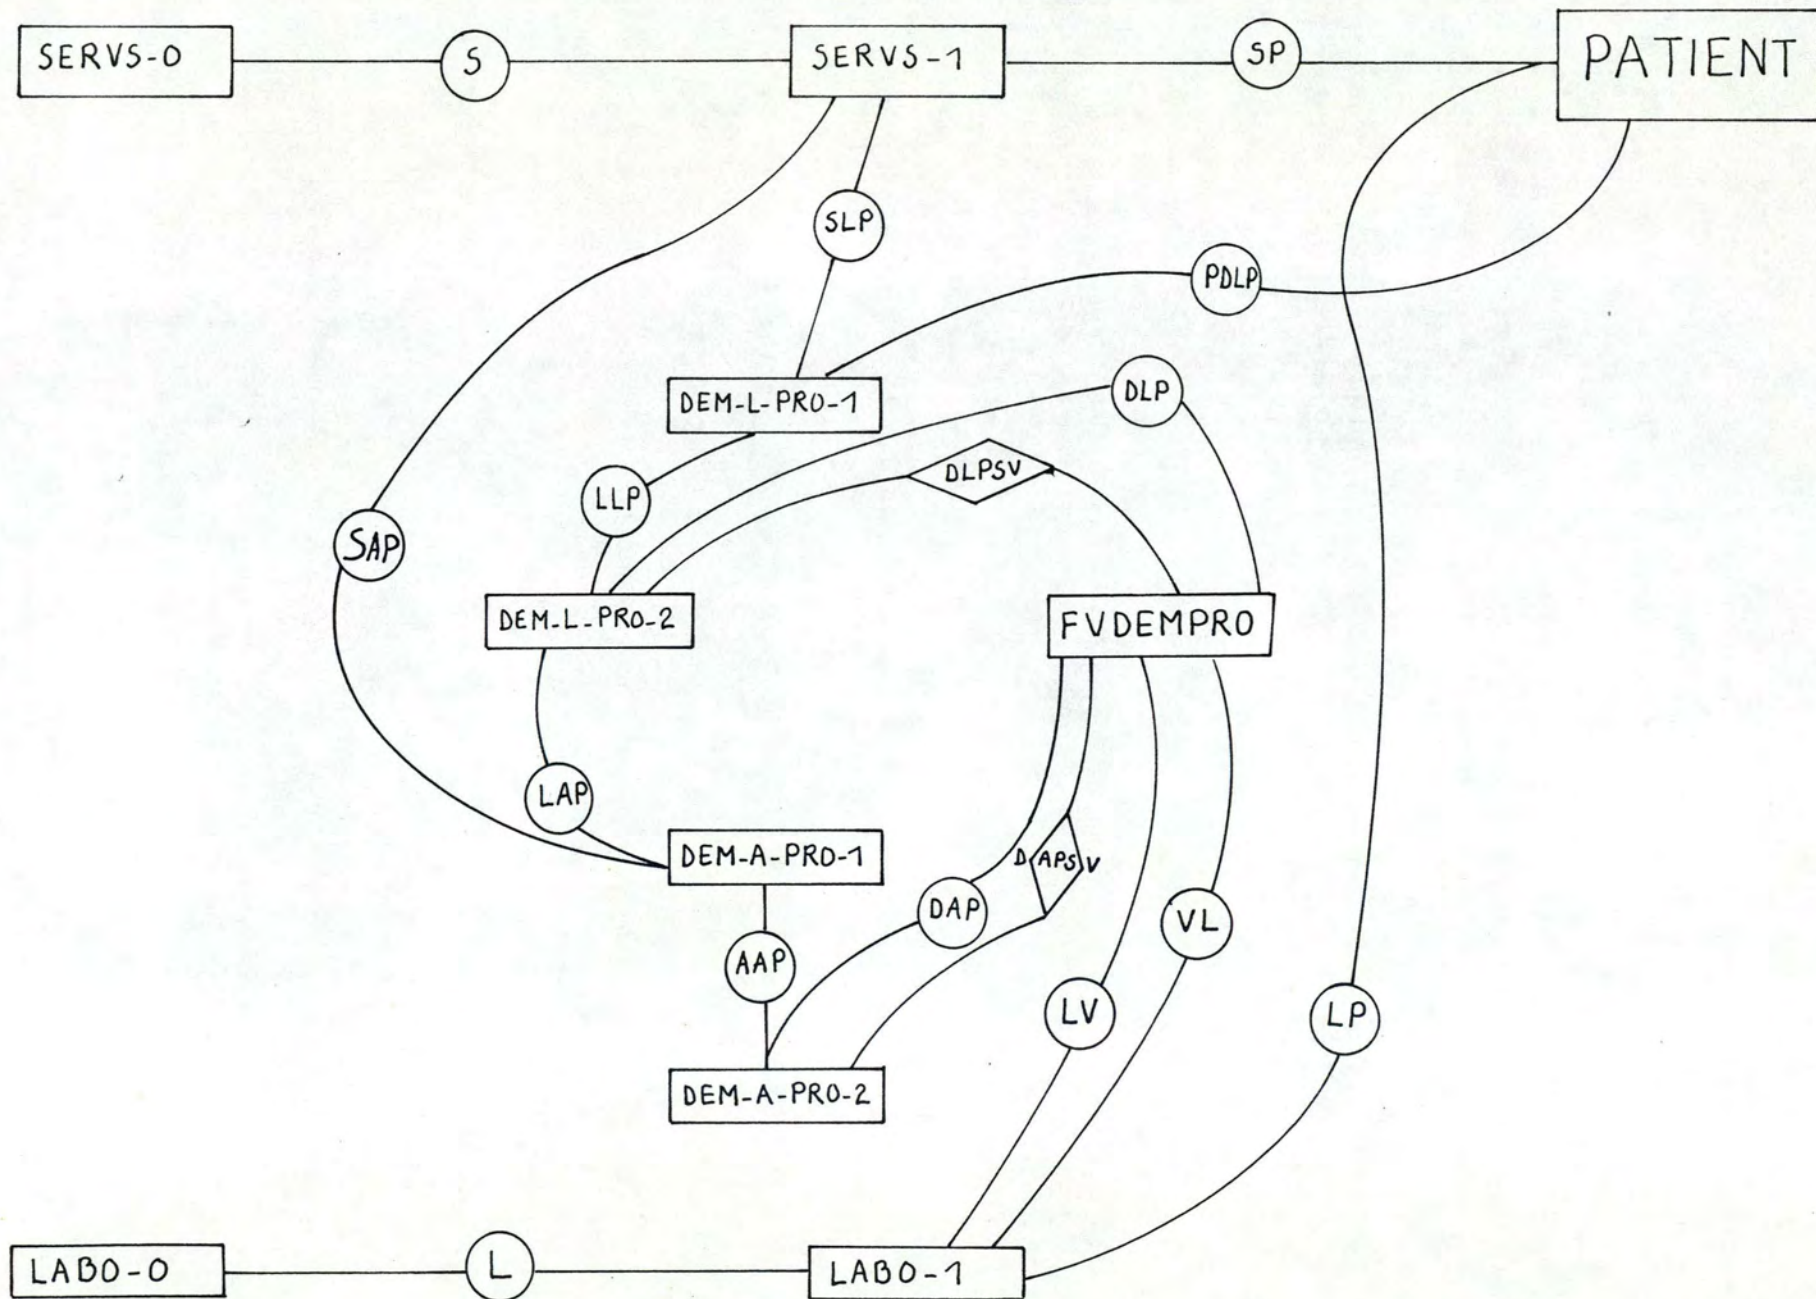 SERVS-0
S
SERVS-1
SP
PATIENT
SLP
PDLP
DEM-L-PRO-1
DLP
DLPSV
LLP
SAP
DEM-L-PRO-2
FVDEMPRO
LAP
DEM-A-PRO-1
DAPSV
DAP
VL
AAP
LV
LP
DEM-A-PRO-2
LABO-0
L
LABO-1